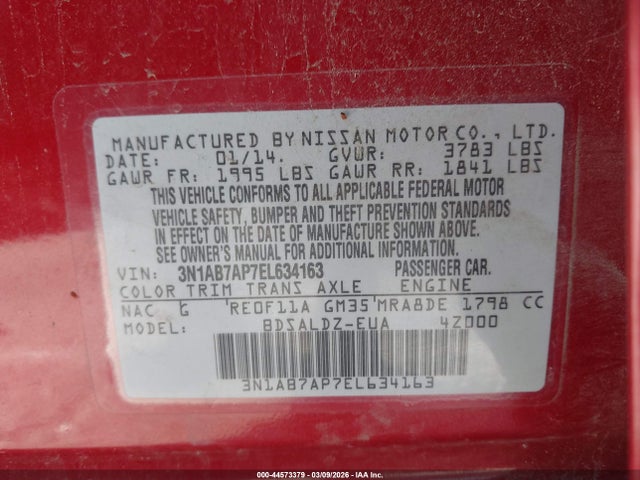 MANUFACTURED BY NISSAN MOTOR CO., LTD.
DATE: 01/14. GVWR: 3783 LBS
GAWR FR: 1995 LBS GAWR RR: 1841 LBS
THIS VEHICLE CONFORMS TO ALL APPLICABLE FEDERAL MOTOR
VEHICLE SAFETY, BUMPER AND THEFT PREVENTION STANDARDS
IN EFFECT ON THE DATE OF MANUFACTURE SHOWN ABOVE.
SEE OWNER'S MANUAL FOR ADDITIONAL INFORMATION.
VIN: 3N1AB7AP7EL634163 PASSENGER CAR.
COLOR TRIM TRANS AXLE ENGINE
NAC G RE0F11A GM35 MRA8DE 1798 CC
MODEL: BDSALDZ-EUA 4Z000
3N1AB7AP7EL634163
000-44573379 | 03/09/2026 - IAA, Inc.